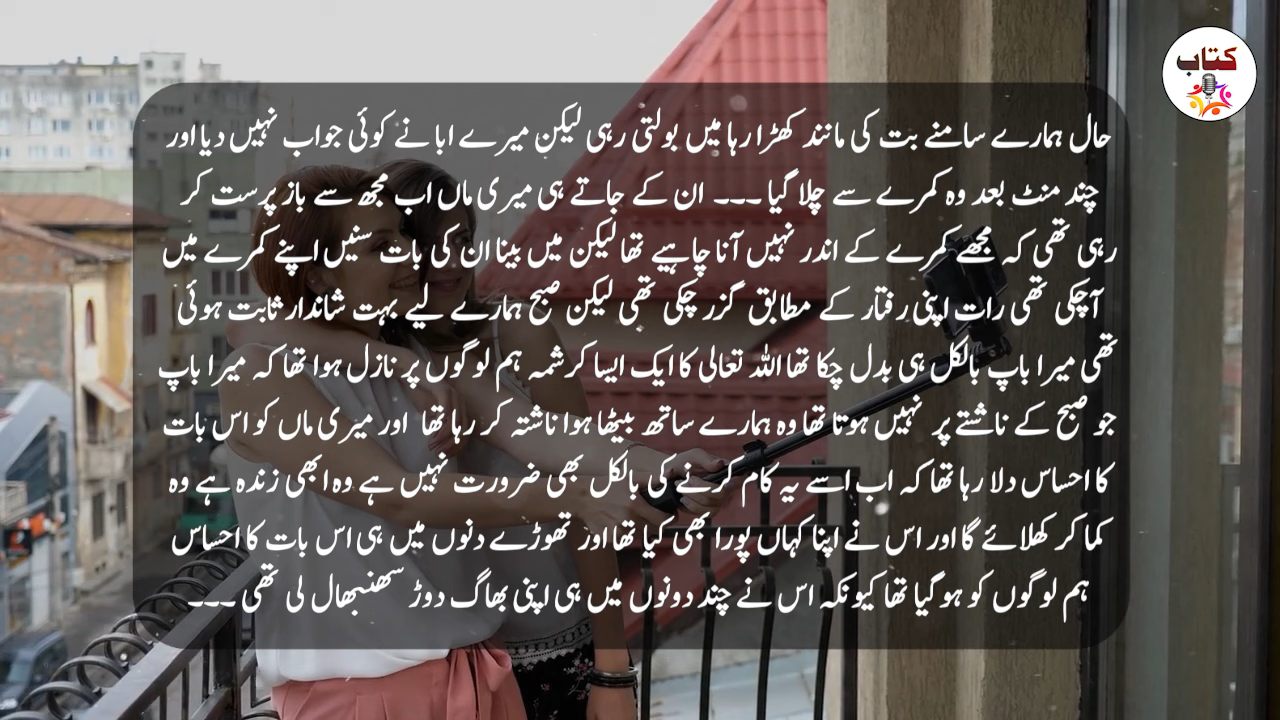 کتاب
حال ہمارے سامنے بت کی مانند کھڑا رہا میں بولتی رہی لیکن میرے ابا نے کوئی جواب نہیں دیا اور
چند منٹ بعد وہ کمرے سے چلا گیا ۔۔۔ ان کے جاتے ہی میری ماں اب مجھ سے باز پرست کر
رہی تھی کہ مجھے کمرے کے اندر نہیں آنا چاہیے تھا لیکن میں بینا ان کی بات سنیں اپنے کمرے میں
آچکی تھی رات اپنی رفتار کے مطابق گزر چکی تھی لیکن صبح ہمارے لیے بہت شاندار ثابت ہوئی
تھی میرا باپ بالکل ہی بدل چکا تھا اللہ تعالی کا ایک ایسا کرشمہ ہم لوگوں پر نازل ہوا تھا کہ میرا باپ
جو صبح کے ناشتے پر نہیں ہوتا تھا وہ ہمارے ساتھ بیٹھا ہوا ناشتہ کر رہا تھا اور میری ماں کو اس بات
کا احساس دلا رہا تھا کہ اب اسے یہ کام کرنے کی بالکل بھی ضرورت نہیں ہے وہ ابھی زندہ ہے وہ
کما کر کھلائے گا اور اس نے اپنا کہاں پورا بھی کیا تھا اور تھوڑے دنوں میں ہی اس بات کا احساس
ہم لوگوں کو ہو گیا تھا کیونکہ اس نے چند دونوں میں ہی اپنی بھاگ دوڑ سھنبھال لی تھی ۔۔۔